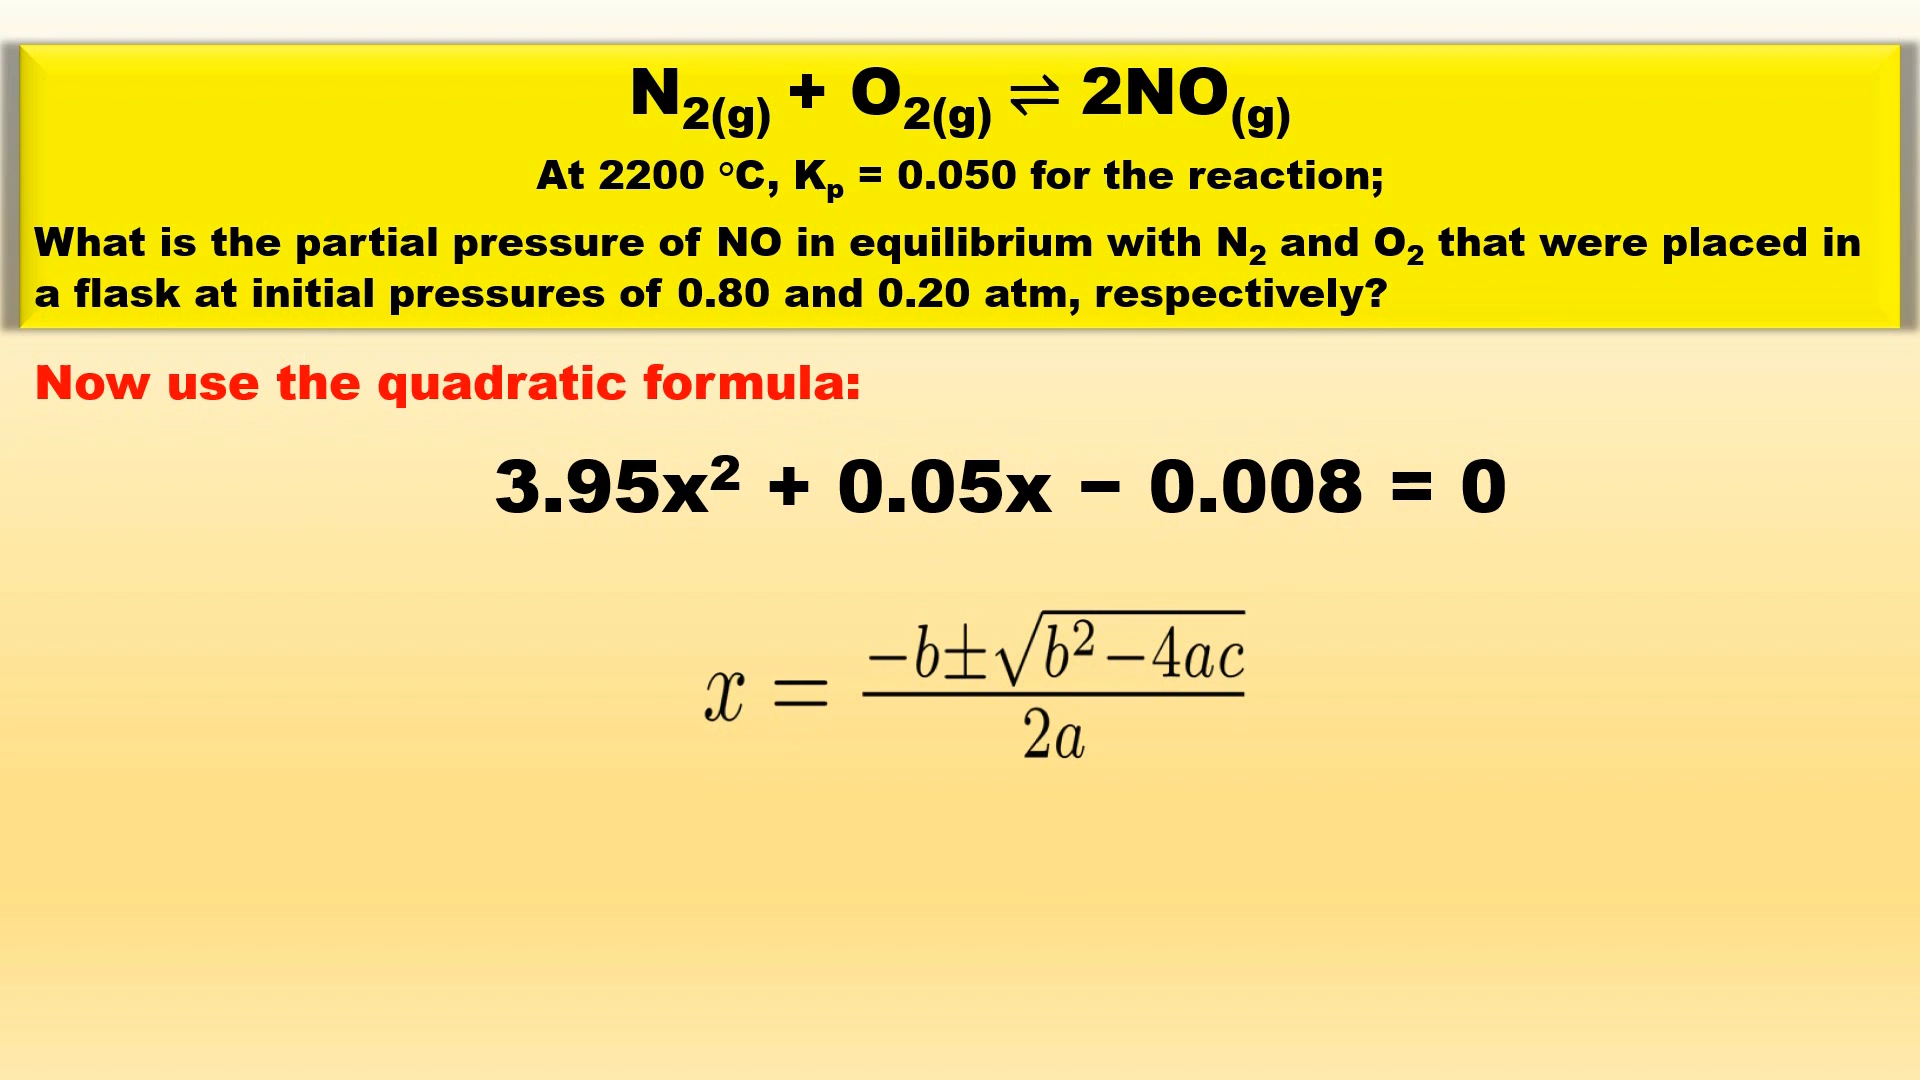 N₂(g) + O₂(g) ⇌ 2NO(g)
At 2200 °C, Kₚ = 0.050 for the reaction;
What is the partial pressure of NO in equilibrium with N₂ and O₂ that were placed in
a flask at initial pressures of 0.80 and 0.20 atm, respectively?
Now use the quadratic formula:
3.95x² + 0.05x − 0.008 = 0
x = (−b ± √(b² − 4ac)) / 2a